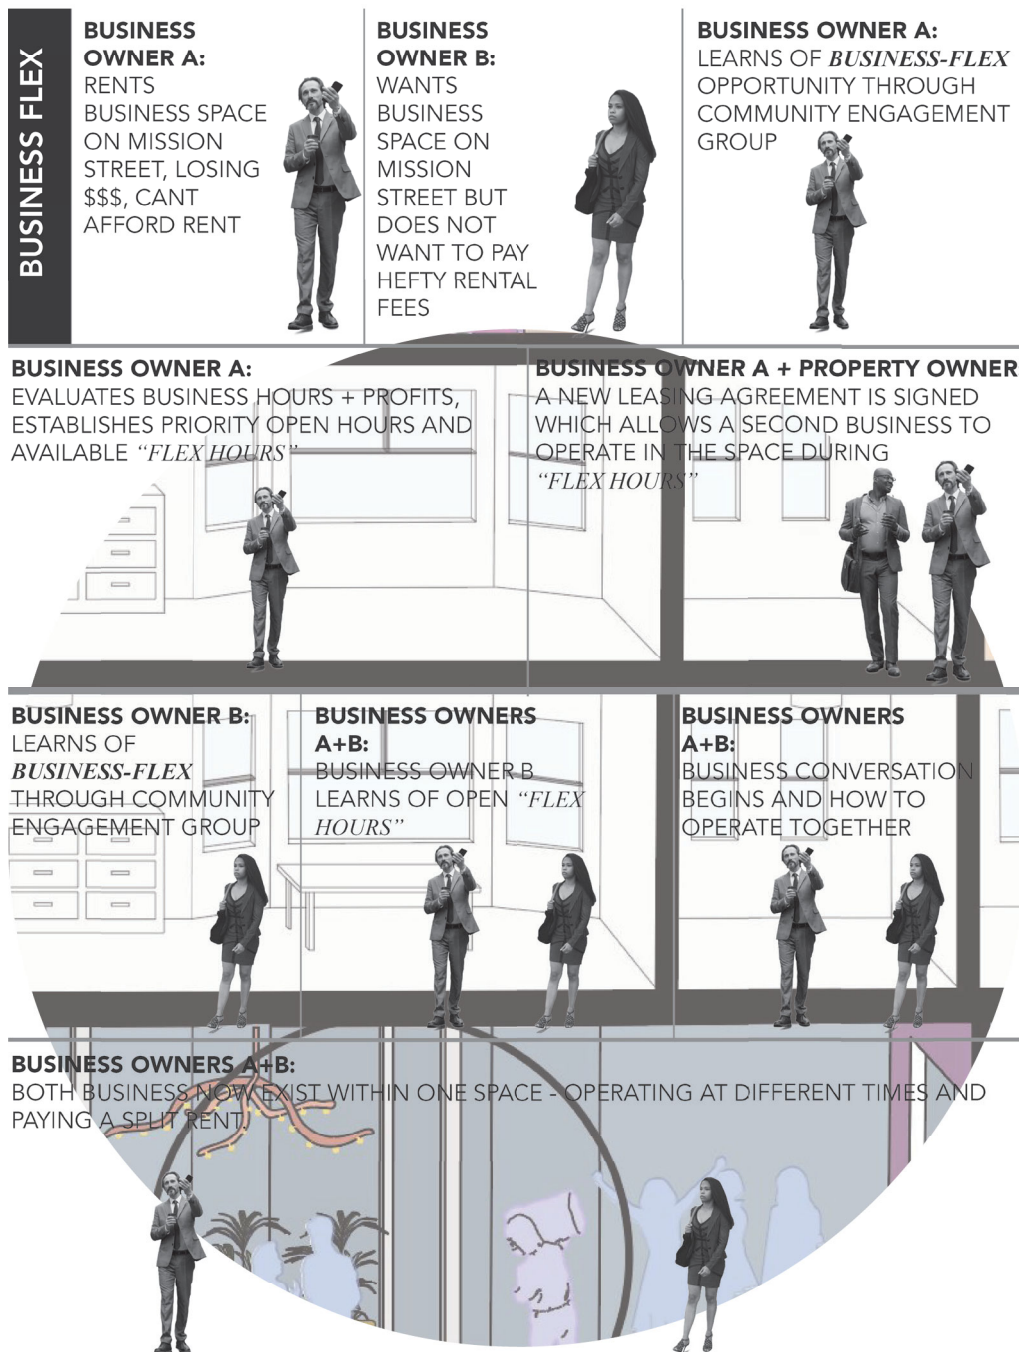 BUSINESS FLEX
BUSINESS
OWNER A:
RENTS
BUSINESS SPACE
ON MISSION
STREET, LOSING
$$$, CANT
AFFORD RENT
BUSINESS
OWNER B:
WANTS
BUSINESS
SPACE ON
MISSION
STREET BUT
DOES NOT
WANT TO PAY
HEFTY RENTAL
FEES
BUSINESS OWNER A:
LEARNS OF BUSINESS-FLEX
OPPORTUNITY THROUGH
COMMUNITY ENGAGEMENT
GROUP
BUSINESS OWNER A:
EVALUATES BUSINESS HOURS + PROFITS,
ESTABLISHES PRIORITY OPEN HOURS AND
AVAILABLE “FLEX HOURS”
BUSINESS OWNER A + PROPERTY OWNER
A NEW LEASING AGREEMENT IS SIGNED
WHICH ALLOWS A SECOND BUSINESS TO
OPERATE IN THE SPACE DURING
“FLEX HOURS”
BUSINESS OWNER B:
LEARNS OF
BUSINESS-FLEX
THROUGH COMMUNITY
ENGAGEMENT GROUP
BUSINESS OWNERS
A+B:
BUSINESS OWNER B
LEARNS OF OPEN “FLEX
HOURS”
BUSINESS OWNERS
A+B:
BUSINESS CONVERSATION
BEGINS AND HOW TO
OPERATE TOGETHER
BUSINESS OWNERS A+B:
BOTH BUSINESS NOW EXIST WITHIN ONE SPACE - OPERATING AT DIFFERENT TIMES AND
PAYING A SPLIT RENT.